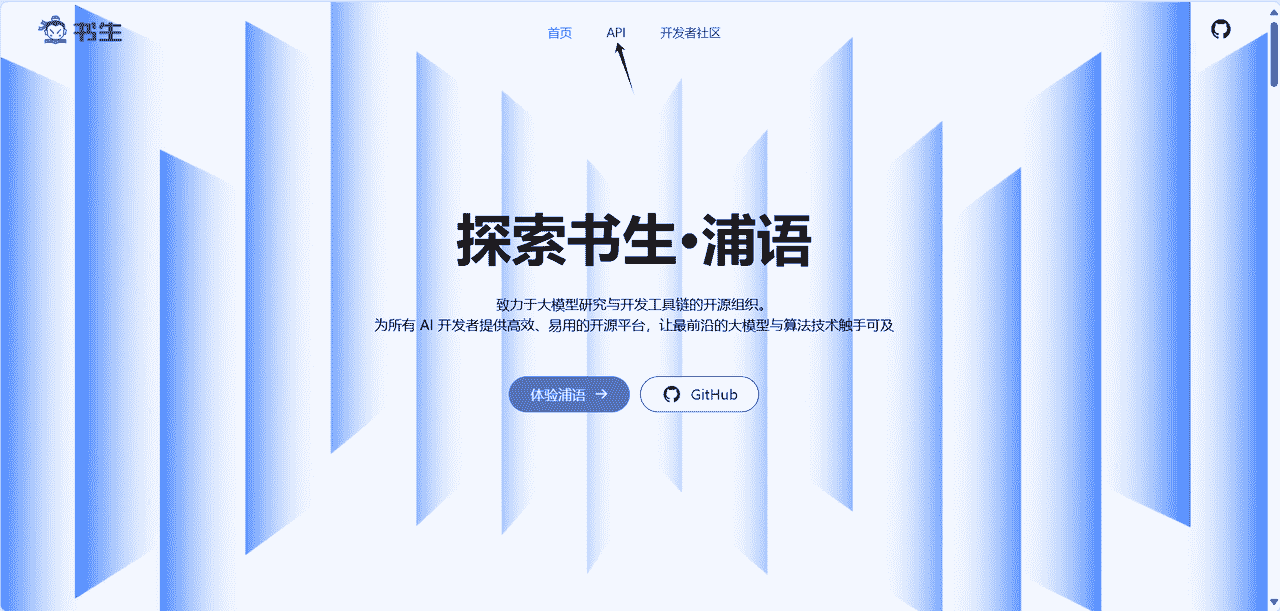 书生
首页
API
开发者社区
探索书生·浦语
致力于大模型研究与开发工具链的开源组织。
为所有 AI 开发者提供高效、易用的开源平台，让最前沿的大模型与算法技术触手可及
体验浦语 →
GitHub